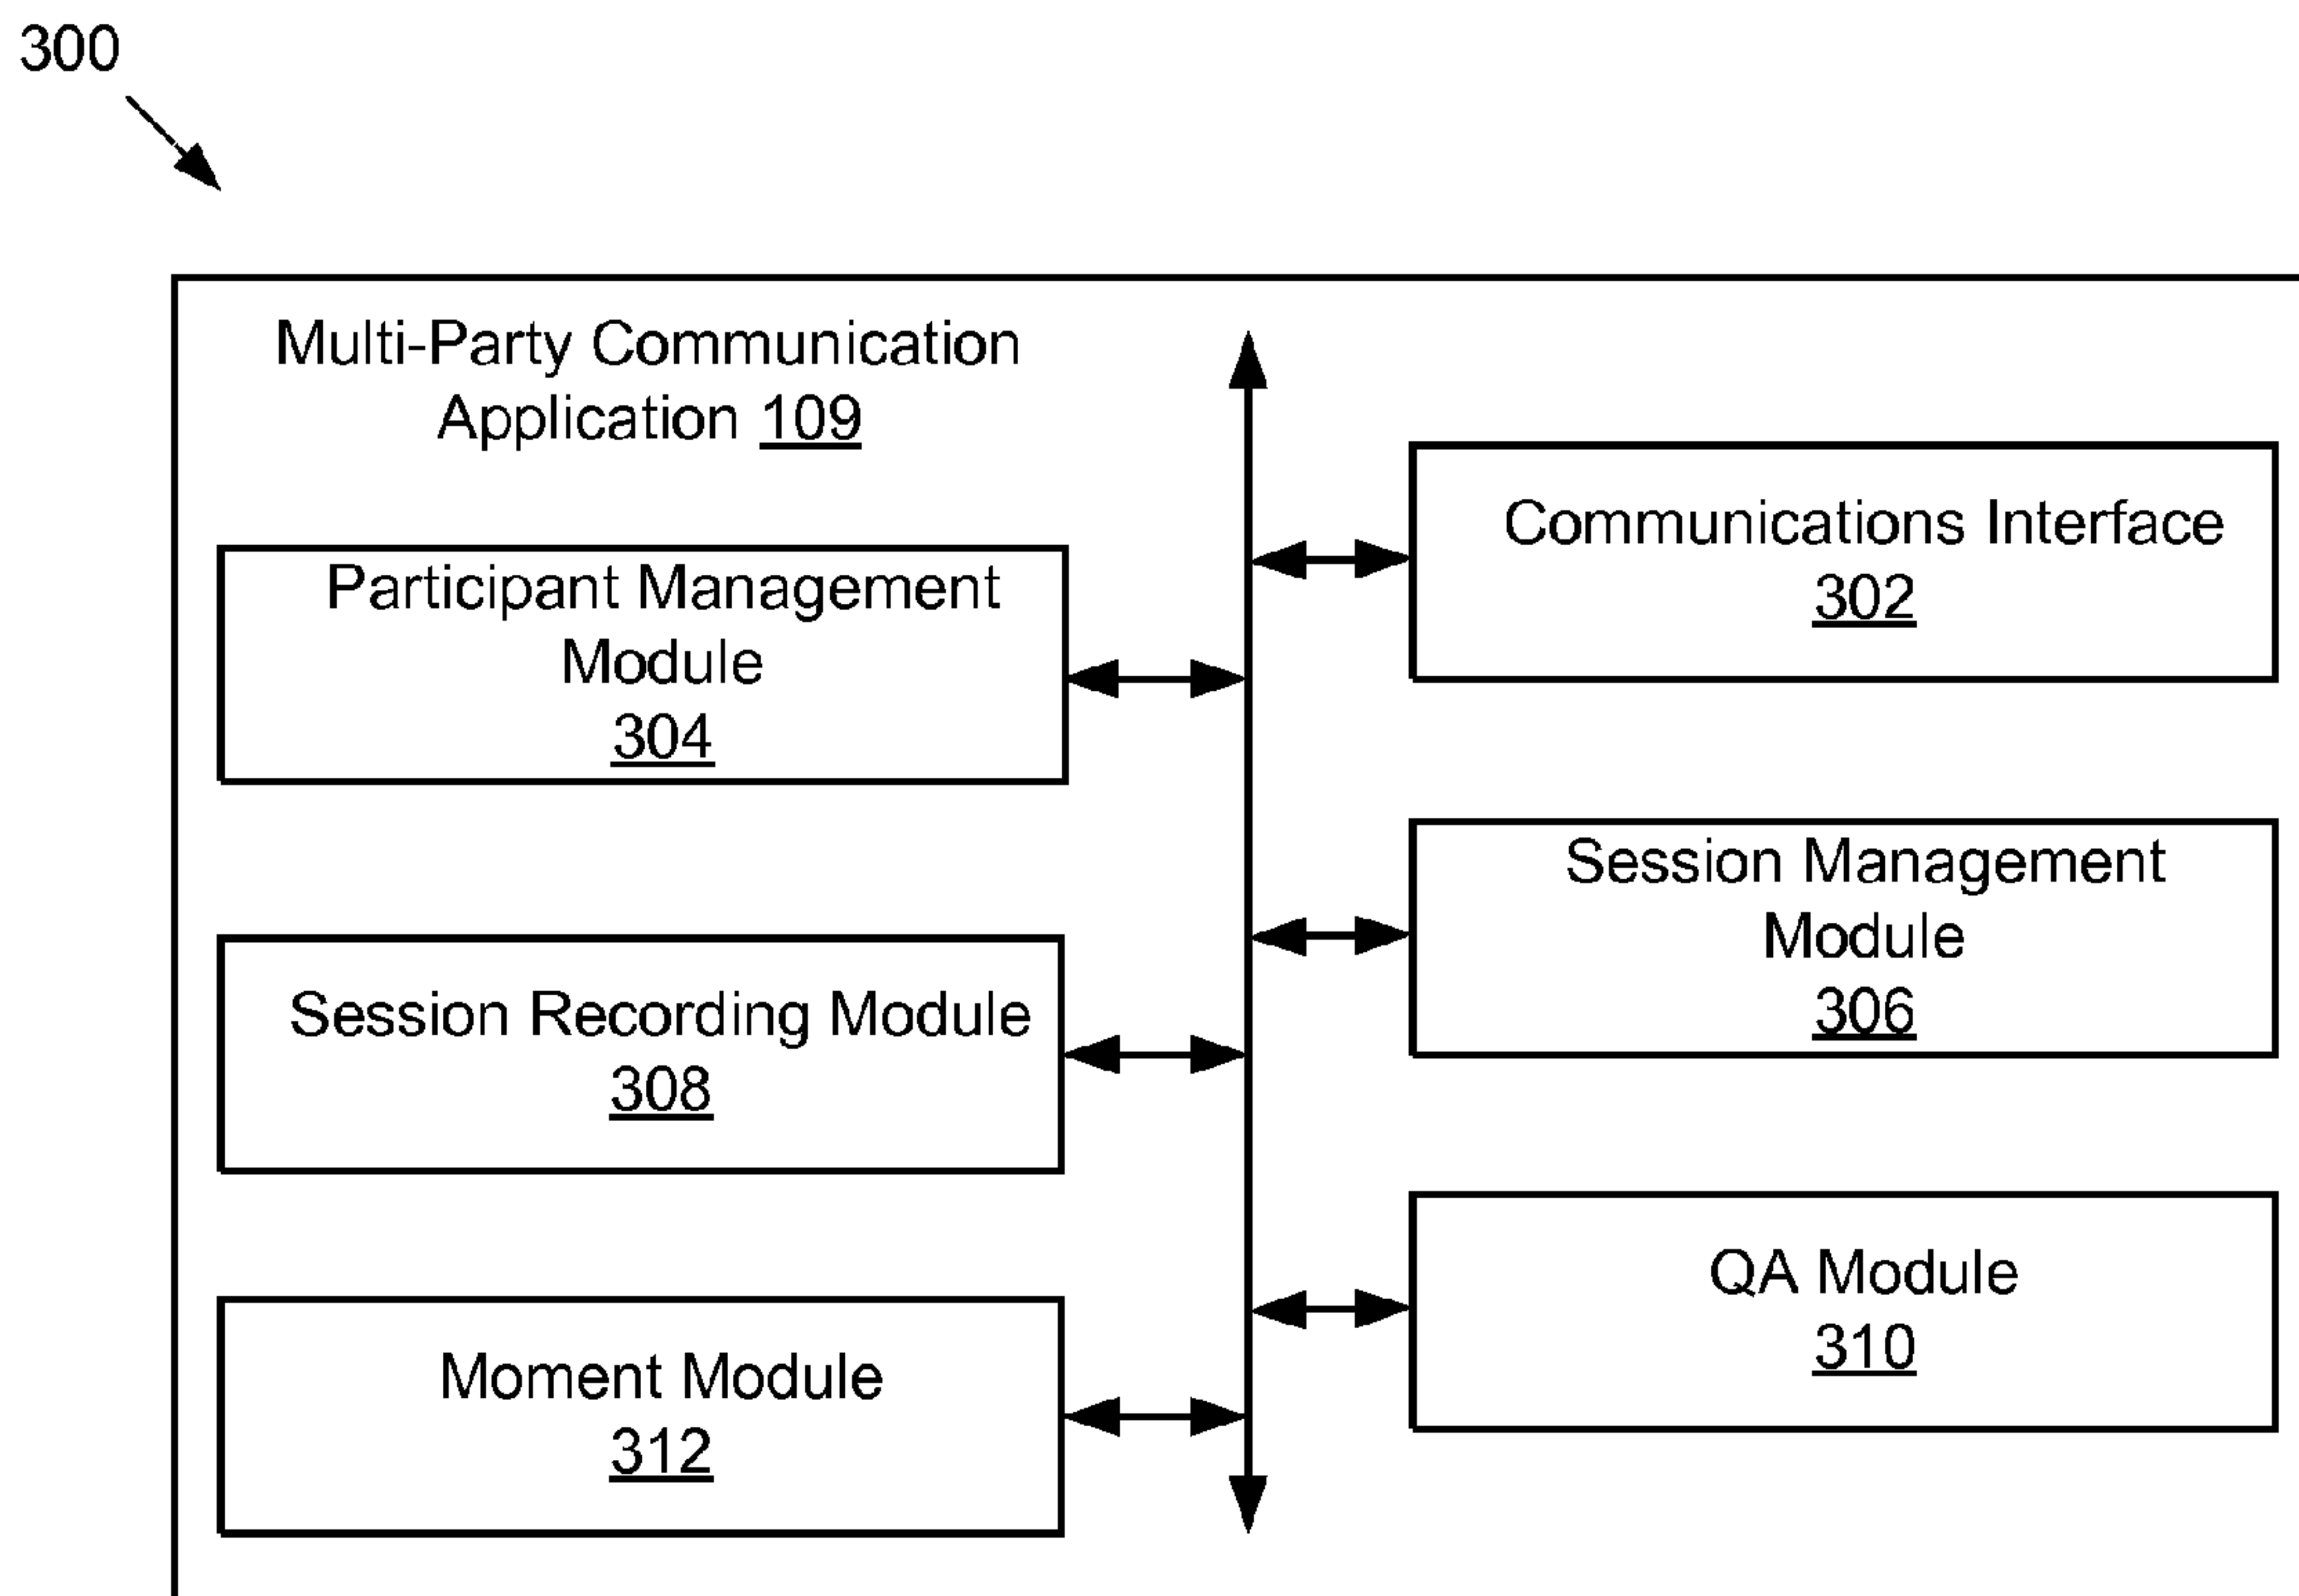 300
Multi-Party Communication
Application 109
Communications Interface
302
Participant Management
Module
304
Session Management
Module
306
Session Recording Module
308
QA Module
310
Moment Module
312